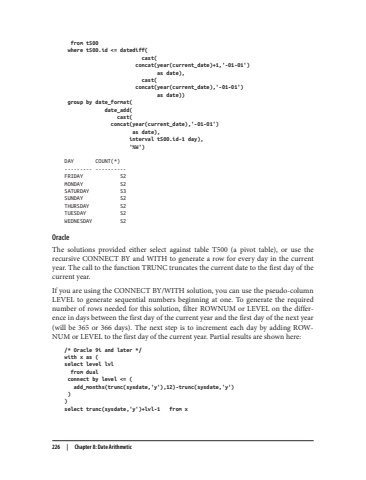 from t500
where t500.id <= datediff(
cast(
concat(year(current_date)+1,'-01-01')
as date),
cast(
concat(year(current_date),'-01-01')
as date))
group by date_format(
date_add(
cast(
concat(year(current_date),'-01-01')
as date),
interval t500.id-1 day),
'%W')
DAY COUNT(*)
--------- ----------
FRIDAY 52
MONDAY 52
SATURDAY 53
SUNDAY 52
THURSDAY 52
TUESDAY 52
WEDNESDAY 52
Oracle
The solutions provided either select against table T500 (a pivot table), or use the
recursive CONNECT BY and WITH to generate a row for every day in the current
year. The call to the function TRUNC truncates the current date to the first day of the
current year.
If you are using the CONNECT BY/WITH solution, you can use the pseudo-column
LEVEL to generate sequential numbers beginning at one. To generate the required
number of rows needed for this solution, filter ROWNUM or LEVEL on the differ-
ence in days between the first day of the current year and the first day of the next year
(will be 365 or 366 days). The next step is to increment each day by adding ROW-
NUM or LEVEL to the first day of the current year. Partial results are shown here:
/* Oracle 9i and later */
with x as (
select level lvl
from dual
connect by level <= (
add_months(trunc(sysdate,'y'),12)-trunc(sysdate,'y')
)
)
select trunc(sysdate,'y')+lvl-1 from x
226 | Chapter 8: Date Arithmetic